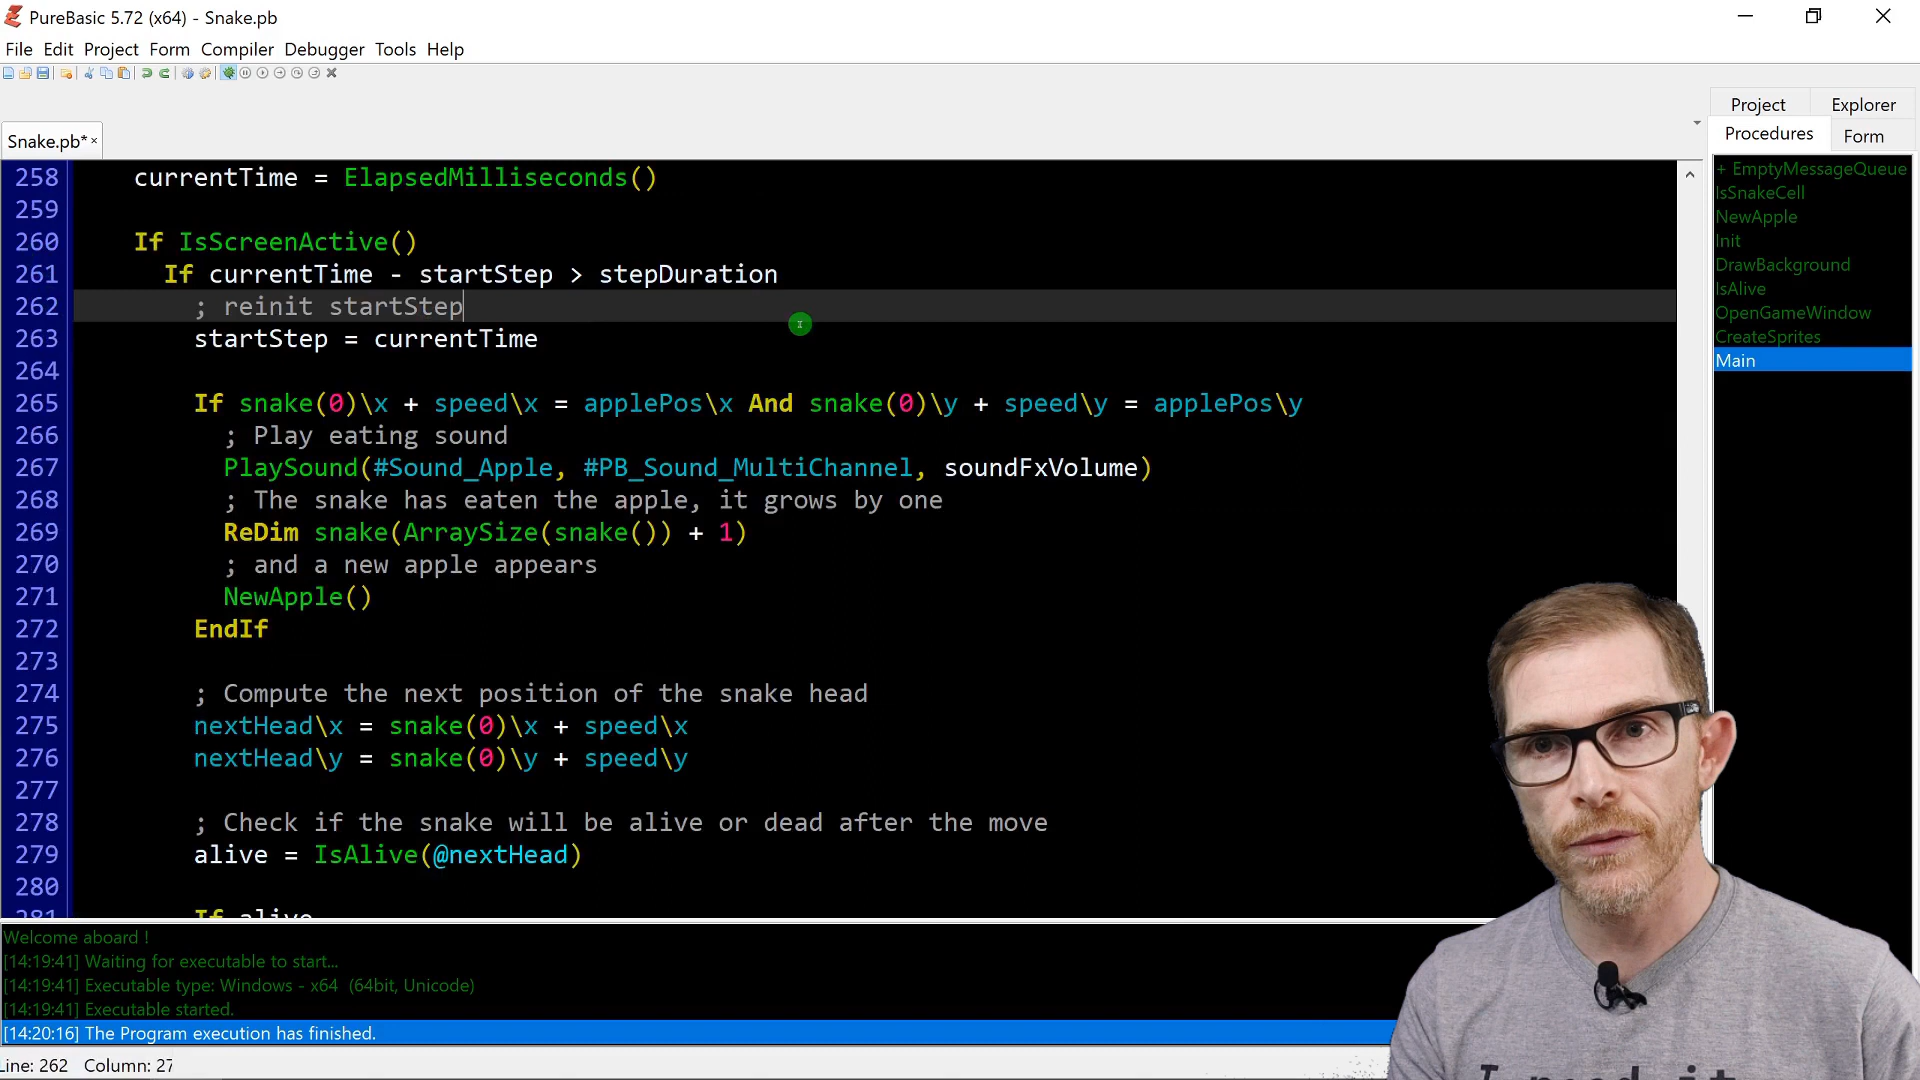 PureBasic 5.72 (x64) - Snake.pb
File Edit Project Form Compiler Debugger Tools Help
Project Explorer
Procedures Form
Snake.pb*
258 currentTime = ElapsedMilliseconds()
259
260 If IsScreenActive()
261 If currentTime - startStep > stepDuration
262 ; reinit startStep
263 startStep = currentTime
264
265 If snake(0)\x + speed\x = applePos\x And snake(0)\y + speed\y = applePos\y
266 ; Play eating sound
267 PlaySound(#Sound_Apple, #PB_Sound_MultiChannel, soundFxVolume)
268 ; The snake has eaten the apple, it grows by one
269 ReDim snake(ArraySize(snake()) + 1)
270 ; and a new apple appears
271 NewApple()
272 EndIf
273
274 ; Compute the next position of the snake head
275 nextHead\x = snake(0)\x + speed\x
276 nextHead\y = snake(0)\y + speed\y
277
278 ; Check if the snake will be alive or dead after the move
279 alive = IsAlive(@nextHead)
280
281 If alive
+ EmptyMessageQueue
IsSnakeCell
NewApple
Init
DrawBackground
IsAlive
OpenGameWindow
CreateSprites
Main
Welcome aboard !
[14:19:41] Waiting for executable to start...
[14:19:41] Executable type: Windows - x64 (64bit, Unicode)
[14:19:41] Executable started.
[14:20:16] The Program execution has finished.
Line: 262 Column: 27